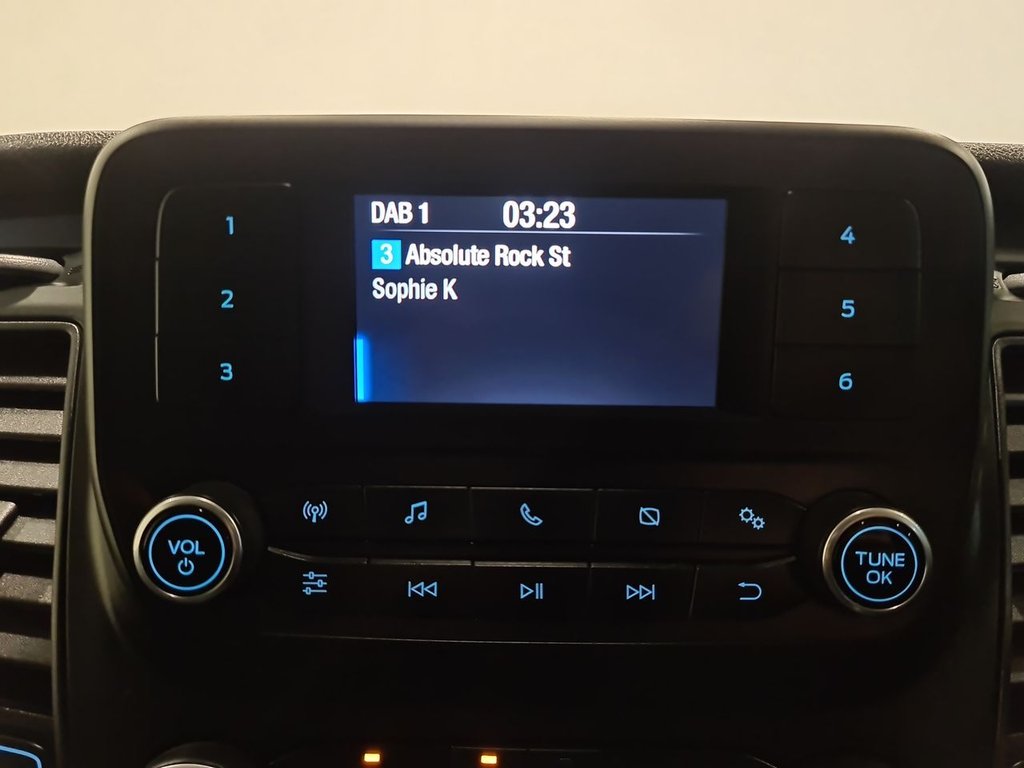 DAB 1 03:23
3 Absolute Rock St
Sophie K
1
2
3
4
5
6
VOL
TUNE
OK